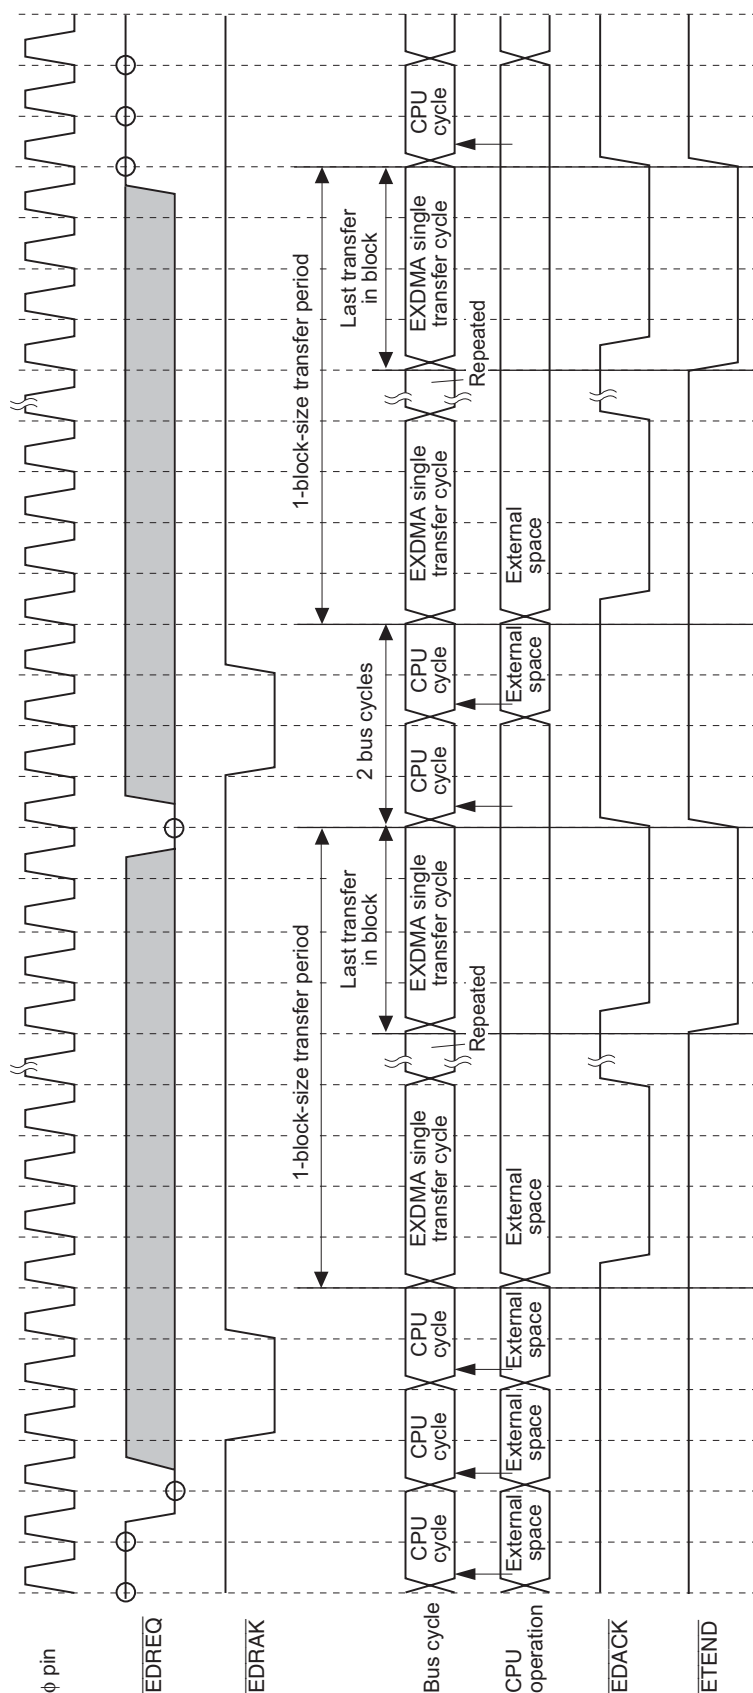 φ pin
EDREQ
EDRAK
1-block-size transfer period
1-block-size transfer period
Last transfer
in block
2 bus cycles
Last transfer
in block
Bus cycle
CPU
cycle
CPU
cycle
CPU
cycle
EXDMA single
transfer cycle
EXDMA single
transfer cycle
CPU
cycle
CPU
cycle
EXDMA single
transfer cycle
EXDMA single
transfer cycle
CPU
cycle
Repeated
Repeated
CPU
operation
External
space
External
space
External
space
External
space
External
space
External
space
EDACK
ETEND